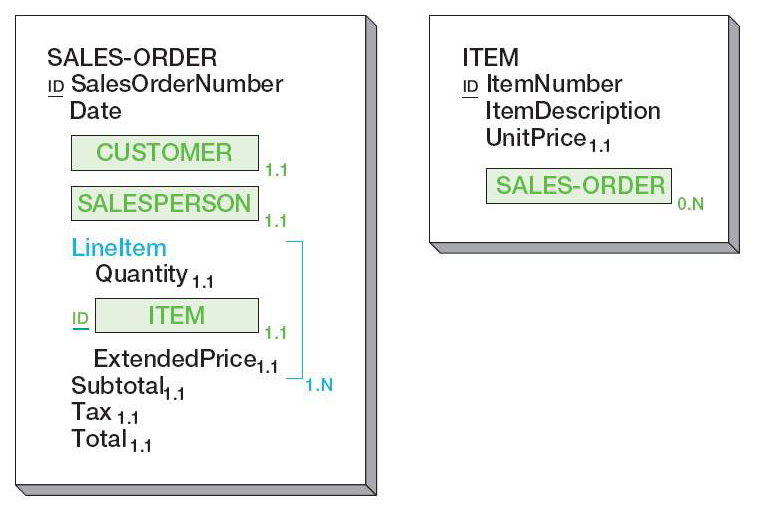 SALES-ORDER
ID SalesOrderNumber
Date
CUSTOMER 1.1
SALESPERSON 1.1
LineItem
Quantity 1.1
ID ITEM 1.1
ExtendedPrice 1.1
1.N
Subtotal 1.1
Tax 1.1
Total 1.1
ITEM
ID ItemNumber
ItemDescription
UnitPrice 1.1
SALES-ORDER 0.N